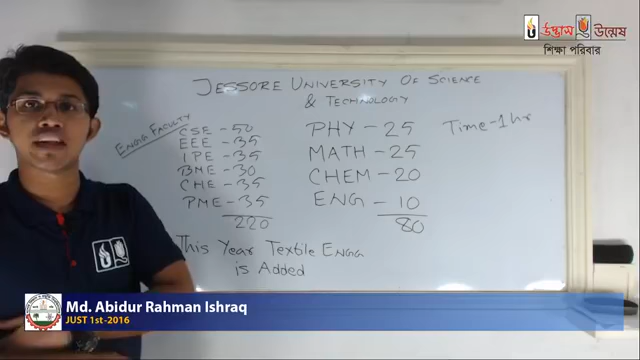 উদ্ভাস উন্মেষ
শিক্ষা পরিবার
JESSORE UNIVERSITY OF SCIENCE
& TECHNOLOGY
ENGG FACULTY
CSE - 50
EEE - 35
IPE - 35
BME - 30
CHE - 35
PME - 35
220
PHY - 25
MATH - 25
CHEM - 20
ENG - 10
80
Time - 1 hr
This Year Textile ENGG
is Added
Md. Abidur Rahman Ishraq
JUST 1st-2016